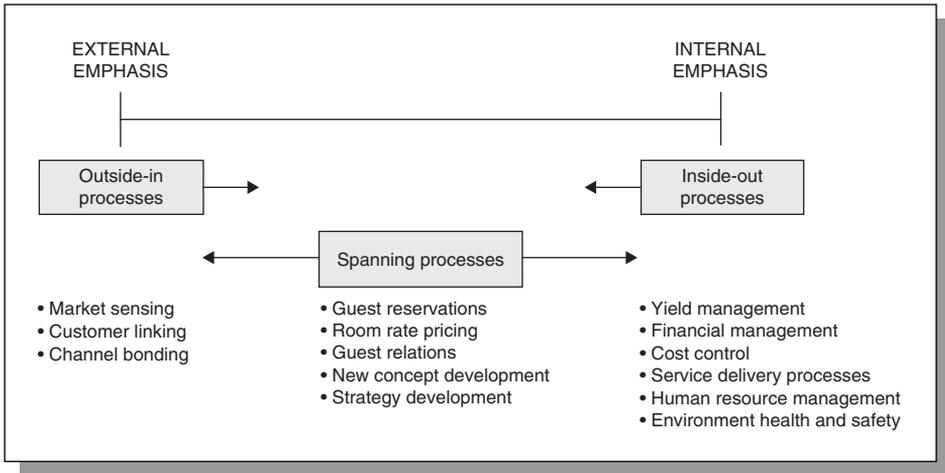 EXTERNAL
EMPHASIS
INTERNAL
EMPHASIS
Outside-in
processes
Inside-out
processes
Spanning processes
• Market sensing
• Customer linking
• Channel bonding
• Guest reservations
• Room rate pricing
• Guest relations
• New concept development
• Strategy development
• Yield management
• Financial management
• Cost control
• Service delivery processes
• Human resource management
• Environment health and safety